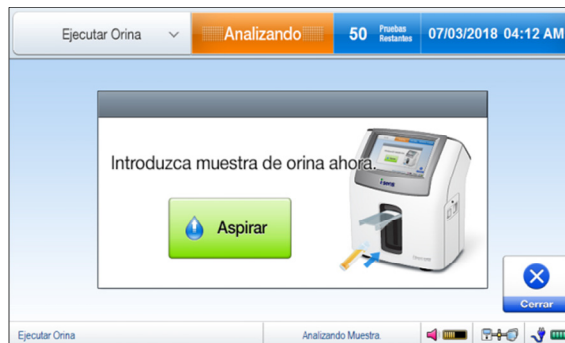 Ejecutar Orina
Analizando
50 Pruebas Restantes
07/03/2018 04:12 AM
Introduzca muestra de orina ahora.
Aspirar
Cerrar
Ejecutar Orina
Analizando Muestra.